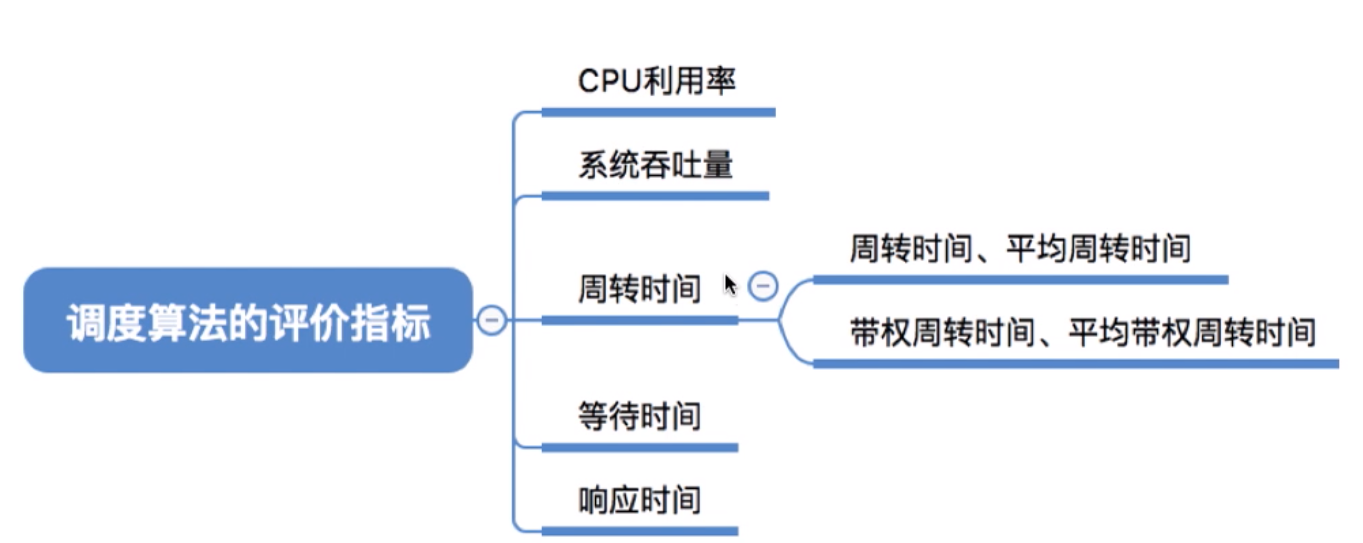 调度算法的评价指标
CPU利用率
系统吞吐量
周转时间
周转时间、平均周转时间
带权周转时间、平均带权周转时间
等待时间
响应时间